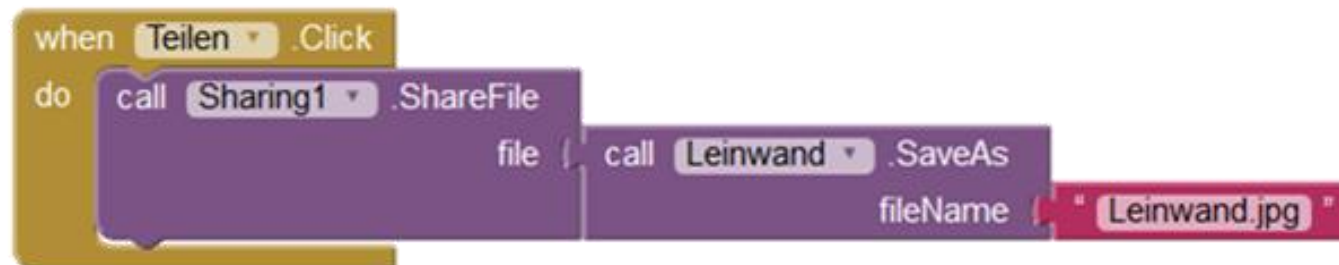 when Teilen .Click
do call Sharing1 .ShareFile
file call Leinwand .SaveAs
fileName " Leinwand.jpg "